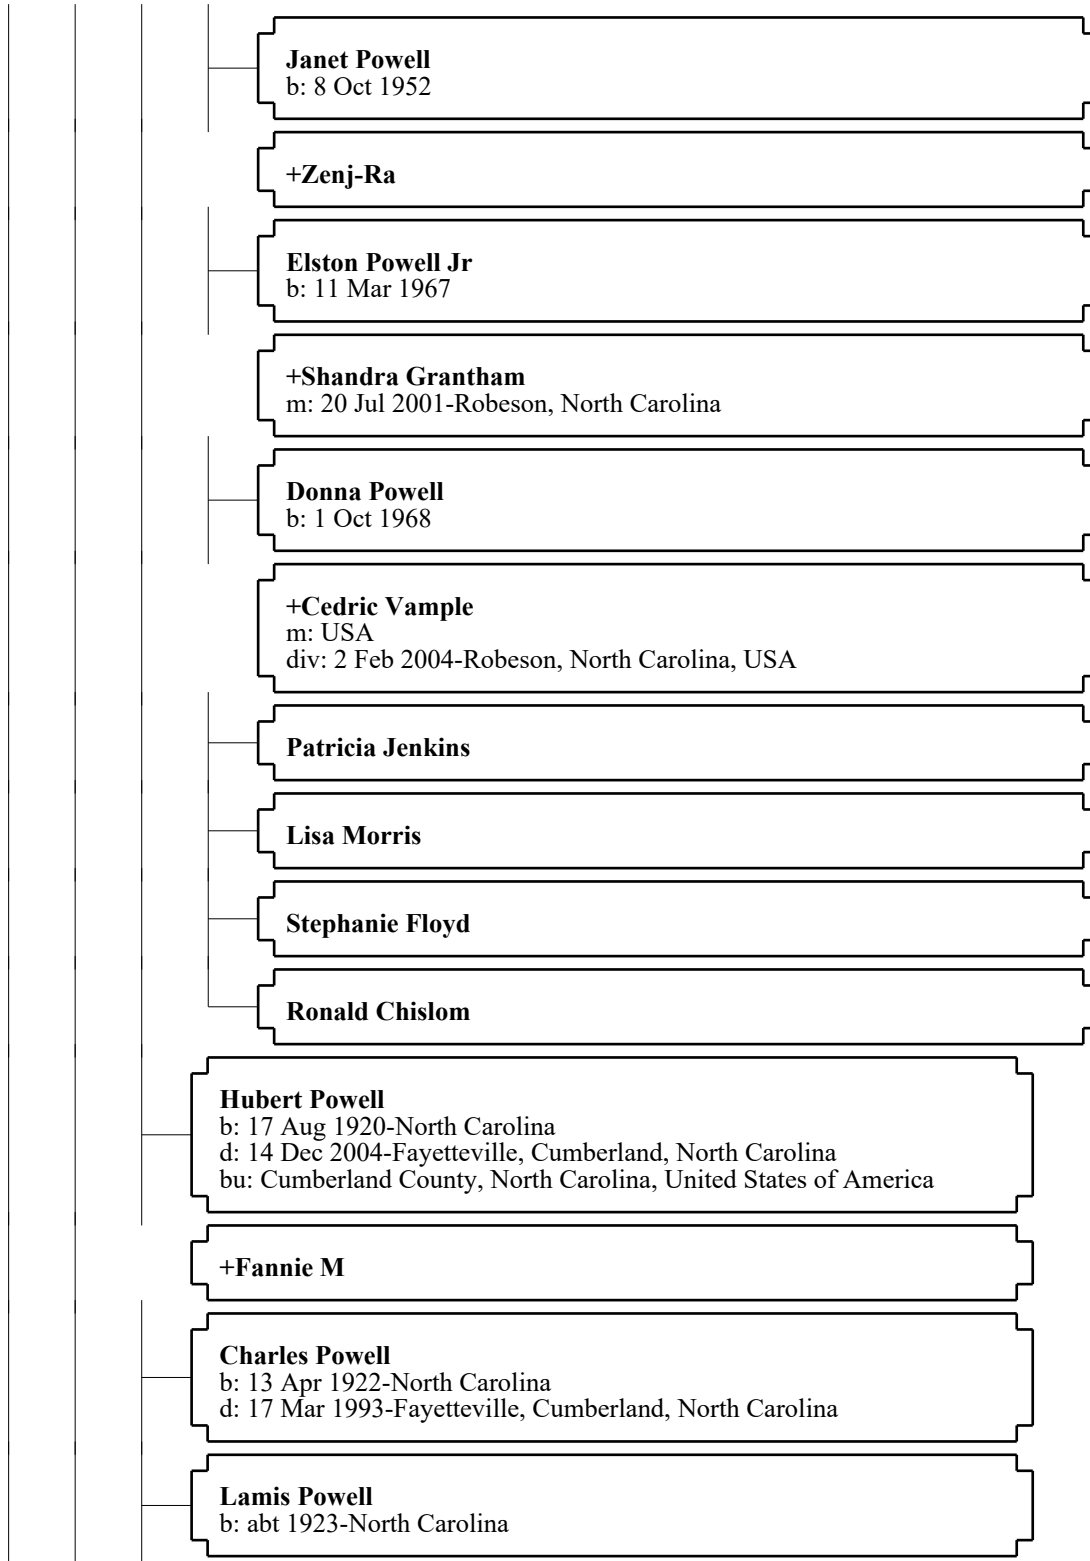 Janet Powell
b: 8 Oct 1952
+Zenj-Ra
Elston Powell Jr
b: 11 Mar 1967
+Shandra Grantham
m: 20 Jul 2001-Robeson, North Carolina
Donna Powell
b: 1 Oct 1968
+Cedric Vample
m: USA
div: 2 Feb 2004-Robeson, North Carolina, USA
Patricia Jenkins
Lisa Morris
Stephanie Floyd
Ronald Chislom
Hubert Powell
b: 17 Aug 1920-North Carolina
d: 14 Dec 2004-Fayetteville, Cumberland, North Carolina
bu: Cumberland County, North Carolina, United States of America
+Fannie M
Charles Powell
b: 13 Apr 1922-North Carolina
d: 17 Mar 1993-Fayetteville, Cumberland, North Carolina
Lamis Powell
b: abt 1923-North Carolina